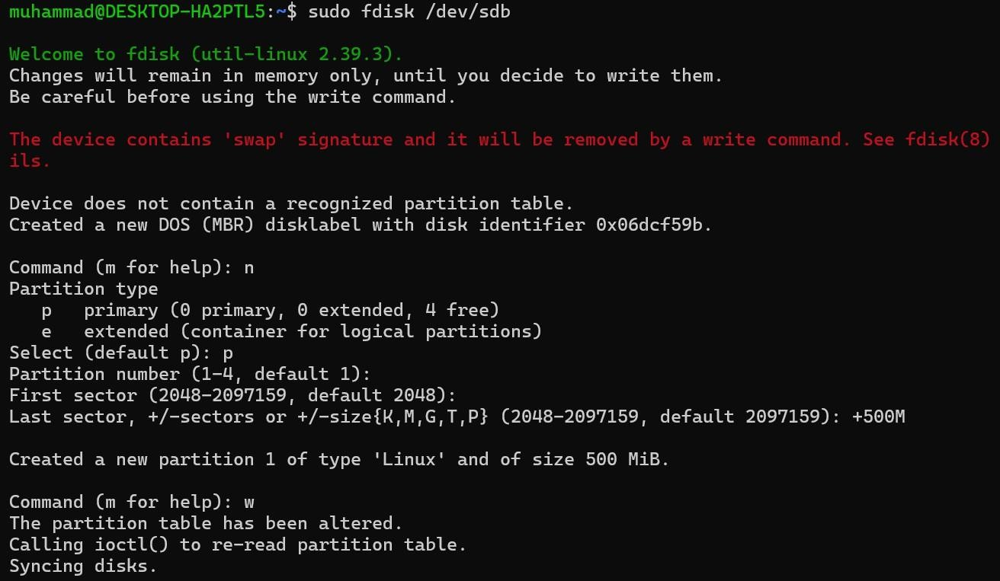 muhammad@DESKTOP-HA2PTL5:~$ sudo fdisk /dev/sdb
Welcome to fdisk (util-linux 2.39.3).
Changes will remain in memory only, until you decide to write them.
Be careful before using the write command.
The device contains 'swap' signature and it will be removed by a write command. See fdisk(8)
ils.
Device does not contain a recognized partition table.
Created a new DOS (MBR) disklabel with disk identifier 0x06dcf59b.
Command (m for help): n
Partition type
   p   primary (0 primary, 0 extended, 4 free)
   e   extended (container for logical partitions)
Select (default p): p
Partition number (1-4, default 1):
First sector (2048-2097159, default 2048):
Last sector, +/-sectors or +/-size{K,M,G,T,P} (2048-2097159, default 2097159): +500M
Created a new partition 1 of type 'Linux' and of size 500 MiB.
Command (m for help): w
The partition table has been altered.
Calling ioctl() to re-read partition table.
Syncing disks.